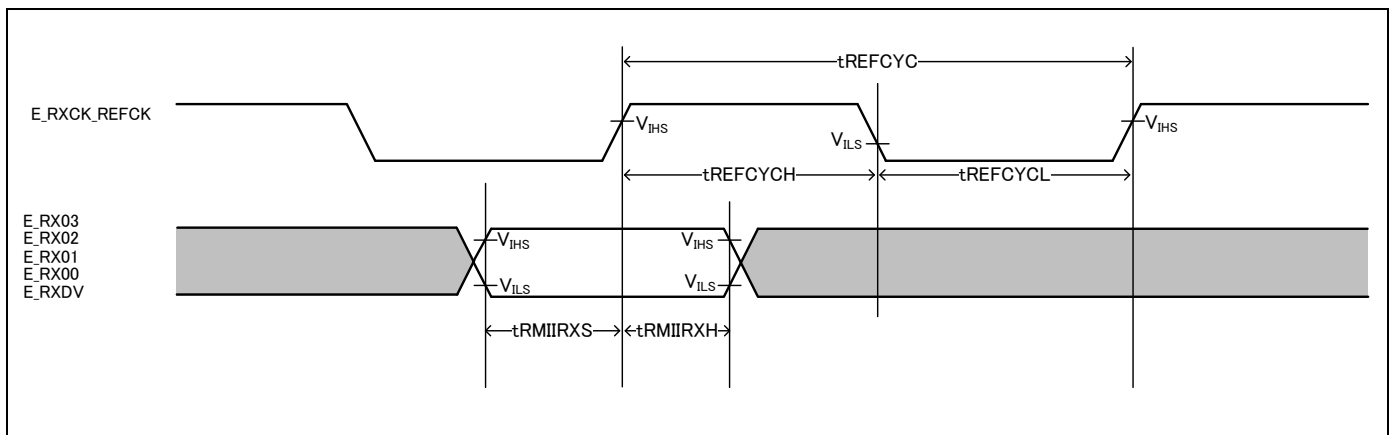 tREFCYC
E_RXCK_REFCK
VIHS
VILS
VIHS
tREFCYCH
tREFCYCL
E_RX03
E_RX02
E_RX01
E_RX00
E_RXDV
VIHS
VIHS
VILS
VILS
tRMIIRXS
tRMIIRXH